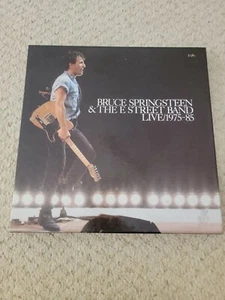 BRUCE SPRINGSTEEN
& THE E STREET BAND
LIVE/1975-85